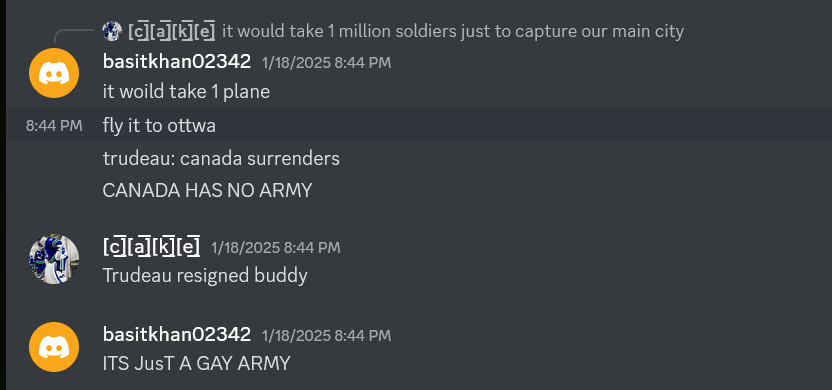 [c̲̅][a̲̅][k̲̅][e̲̅] it would take 1 million soldiers just to capture our main city
basitkhan02342 1/18/2025 8:44 PM
it woild take 1 plane
8:44 PM fly it to ottwa
trudeau: canada surrenders
CANADA HAS NO ARMY
[c̲̅][a̲̅][k̲̅][e̲̅] 1/18/2025 8:44 PM
Trudeau resigned buddy
basitkhan02342 1/18/2025 8:44 PM
ITS JusT A GAY ARMY